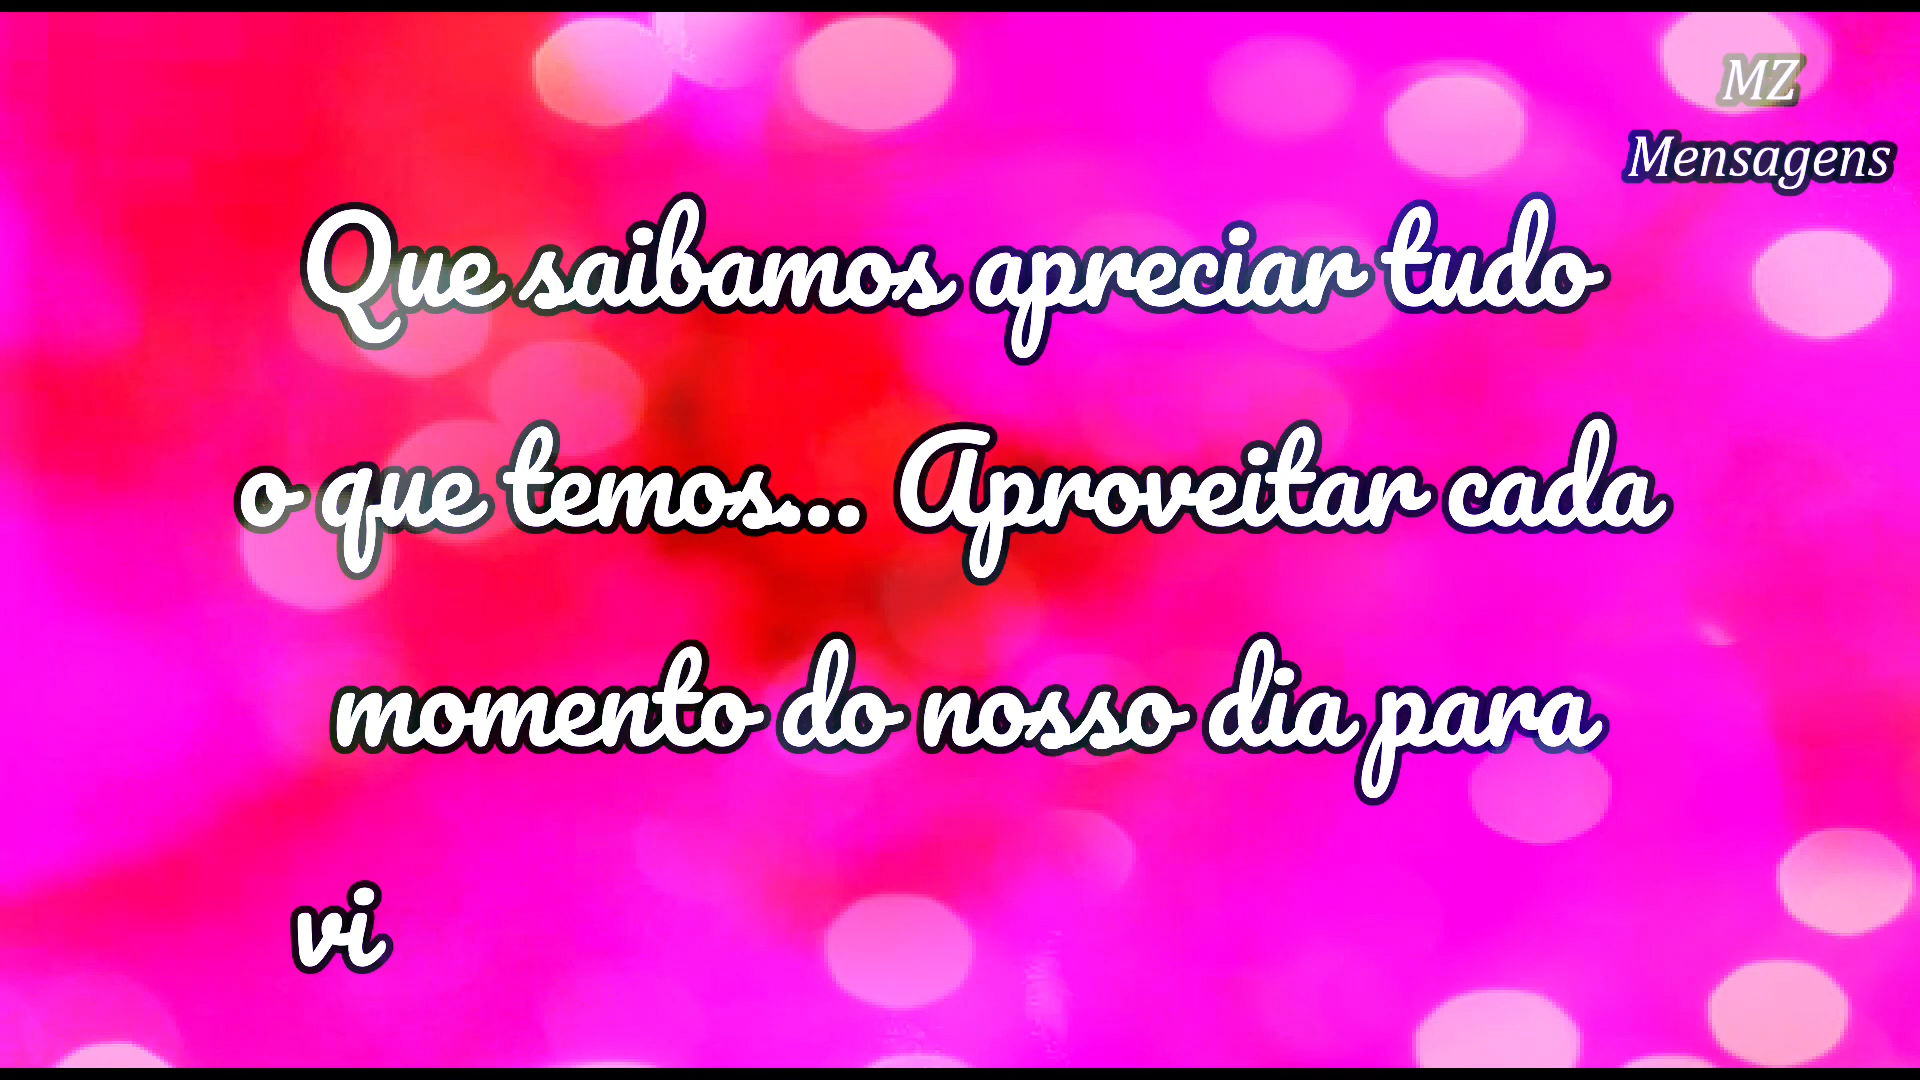 MZ
Mensagens
Que saibamos apreciar tudo
o que temos... Aproveitar cada
momento do nosso dia para
vi